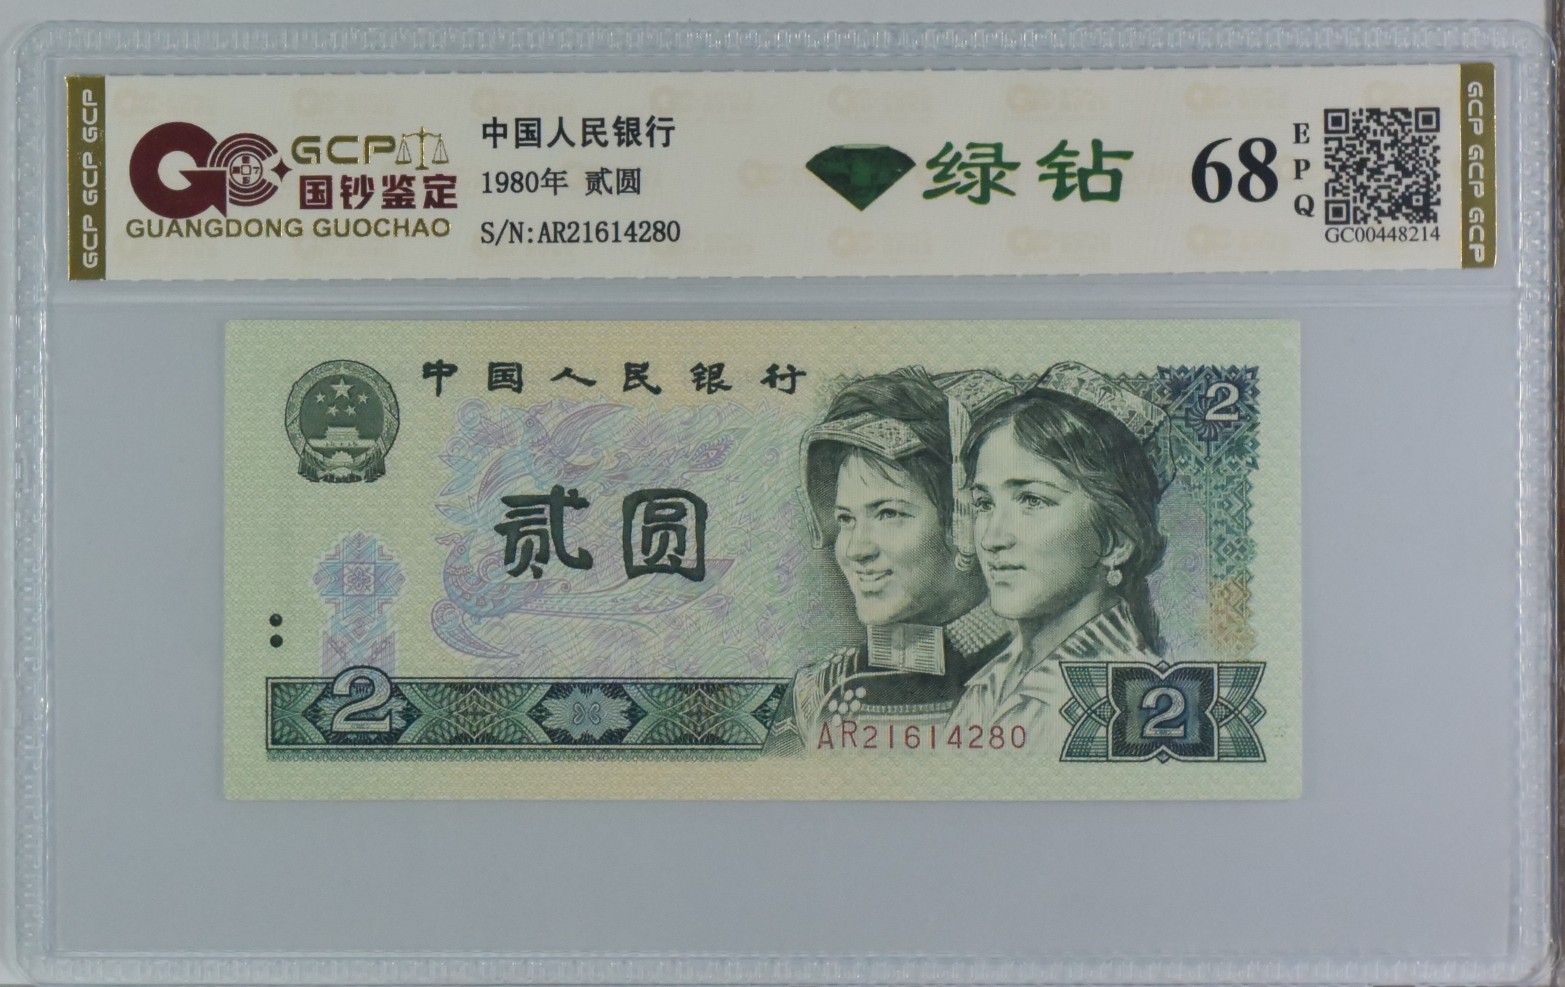 GCP GCP GCP
GCP
国钞鉴定
GUANGDONG GUOCHAO
中国人民银行
1980年 贰圆
S/N:AR21614280
绿钻
68
EPQ
GC00448214
GCP GCP GCP
中国人民银行
2
贰圆
2
AR21614280
2